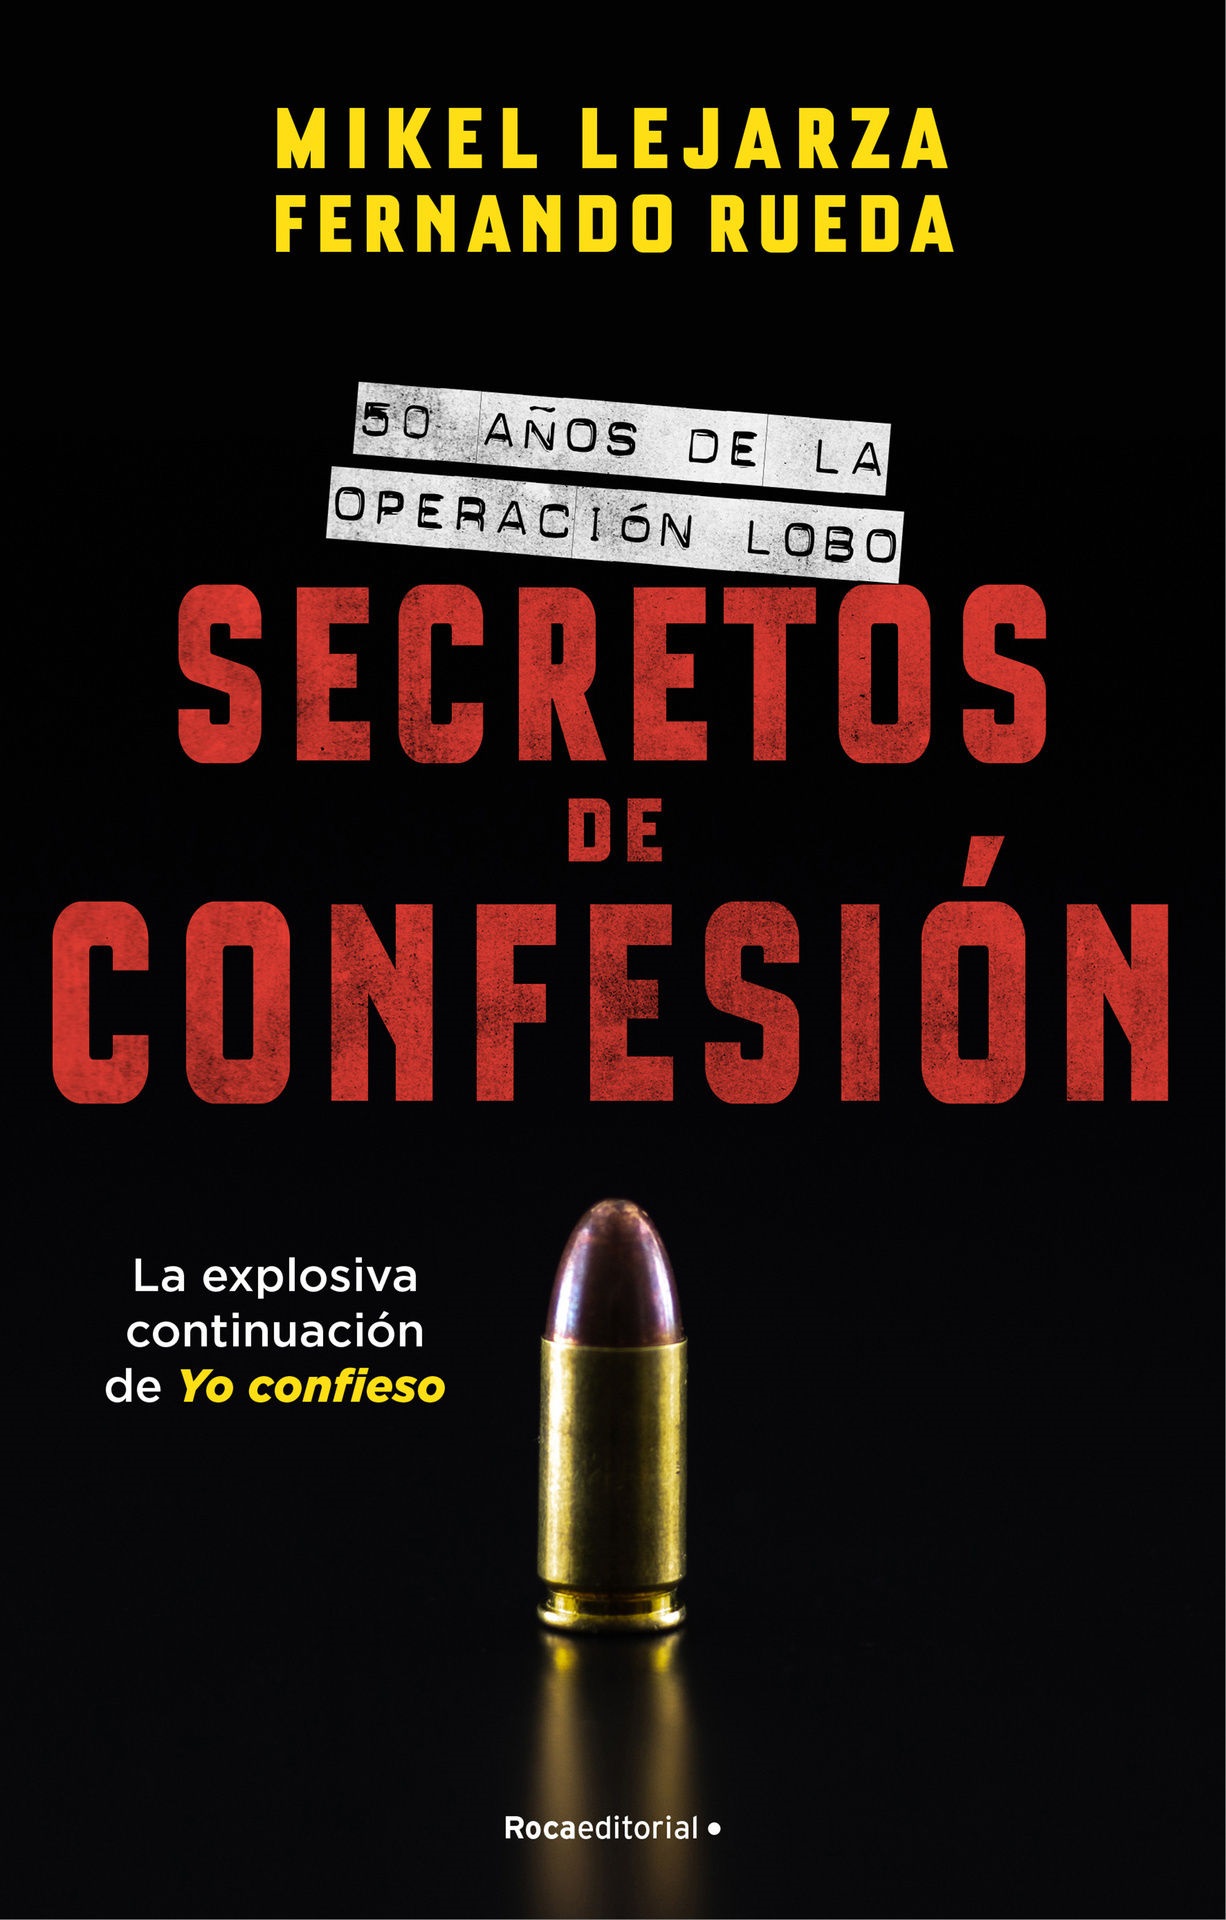 MIKEL LEJARZA
FERNANDO RUEDA
50 AÑOS DE LA
OPERACIÓN LOBO
SECRETOS
DE
CONFESIÓN
La explosiva
continuación
de Yo confieso
Rocaeditorial